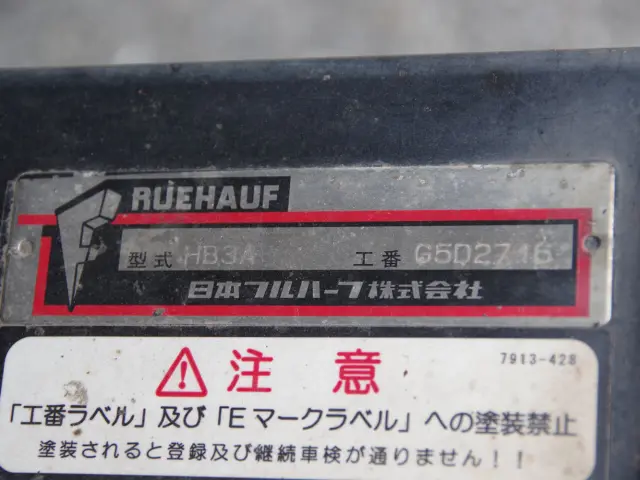 FRUEHAUF
型式 HB3A 工番 G5D2716
日本フルハーフ株式会社
注意 7913-428
「工番ラベル」及び「Eマークラベル」への塗装禁止
塗装されると登録及び継続車検が通りません!!